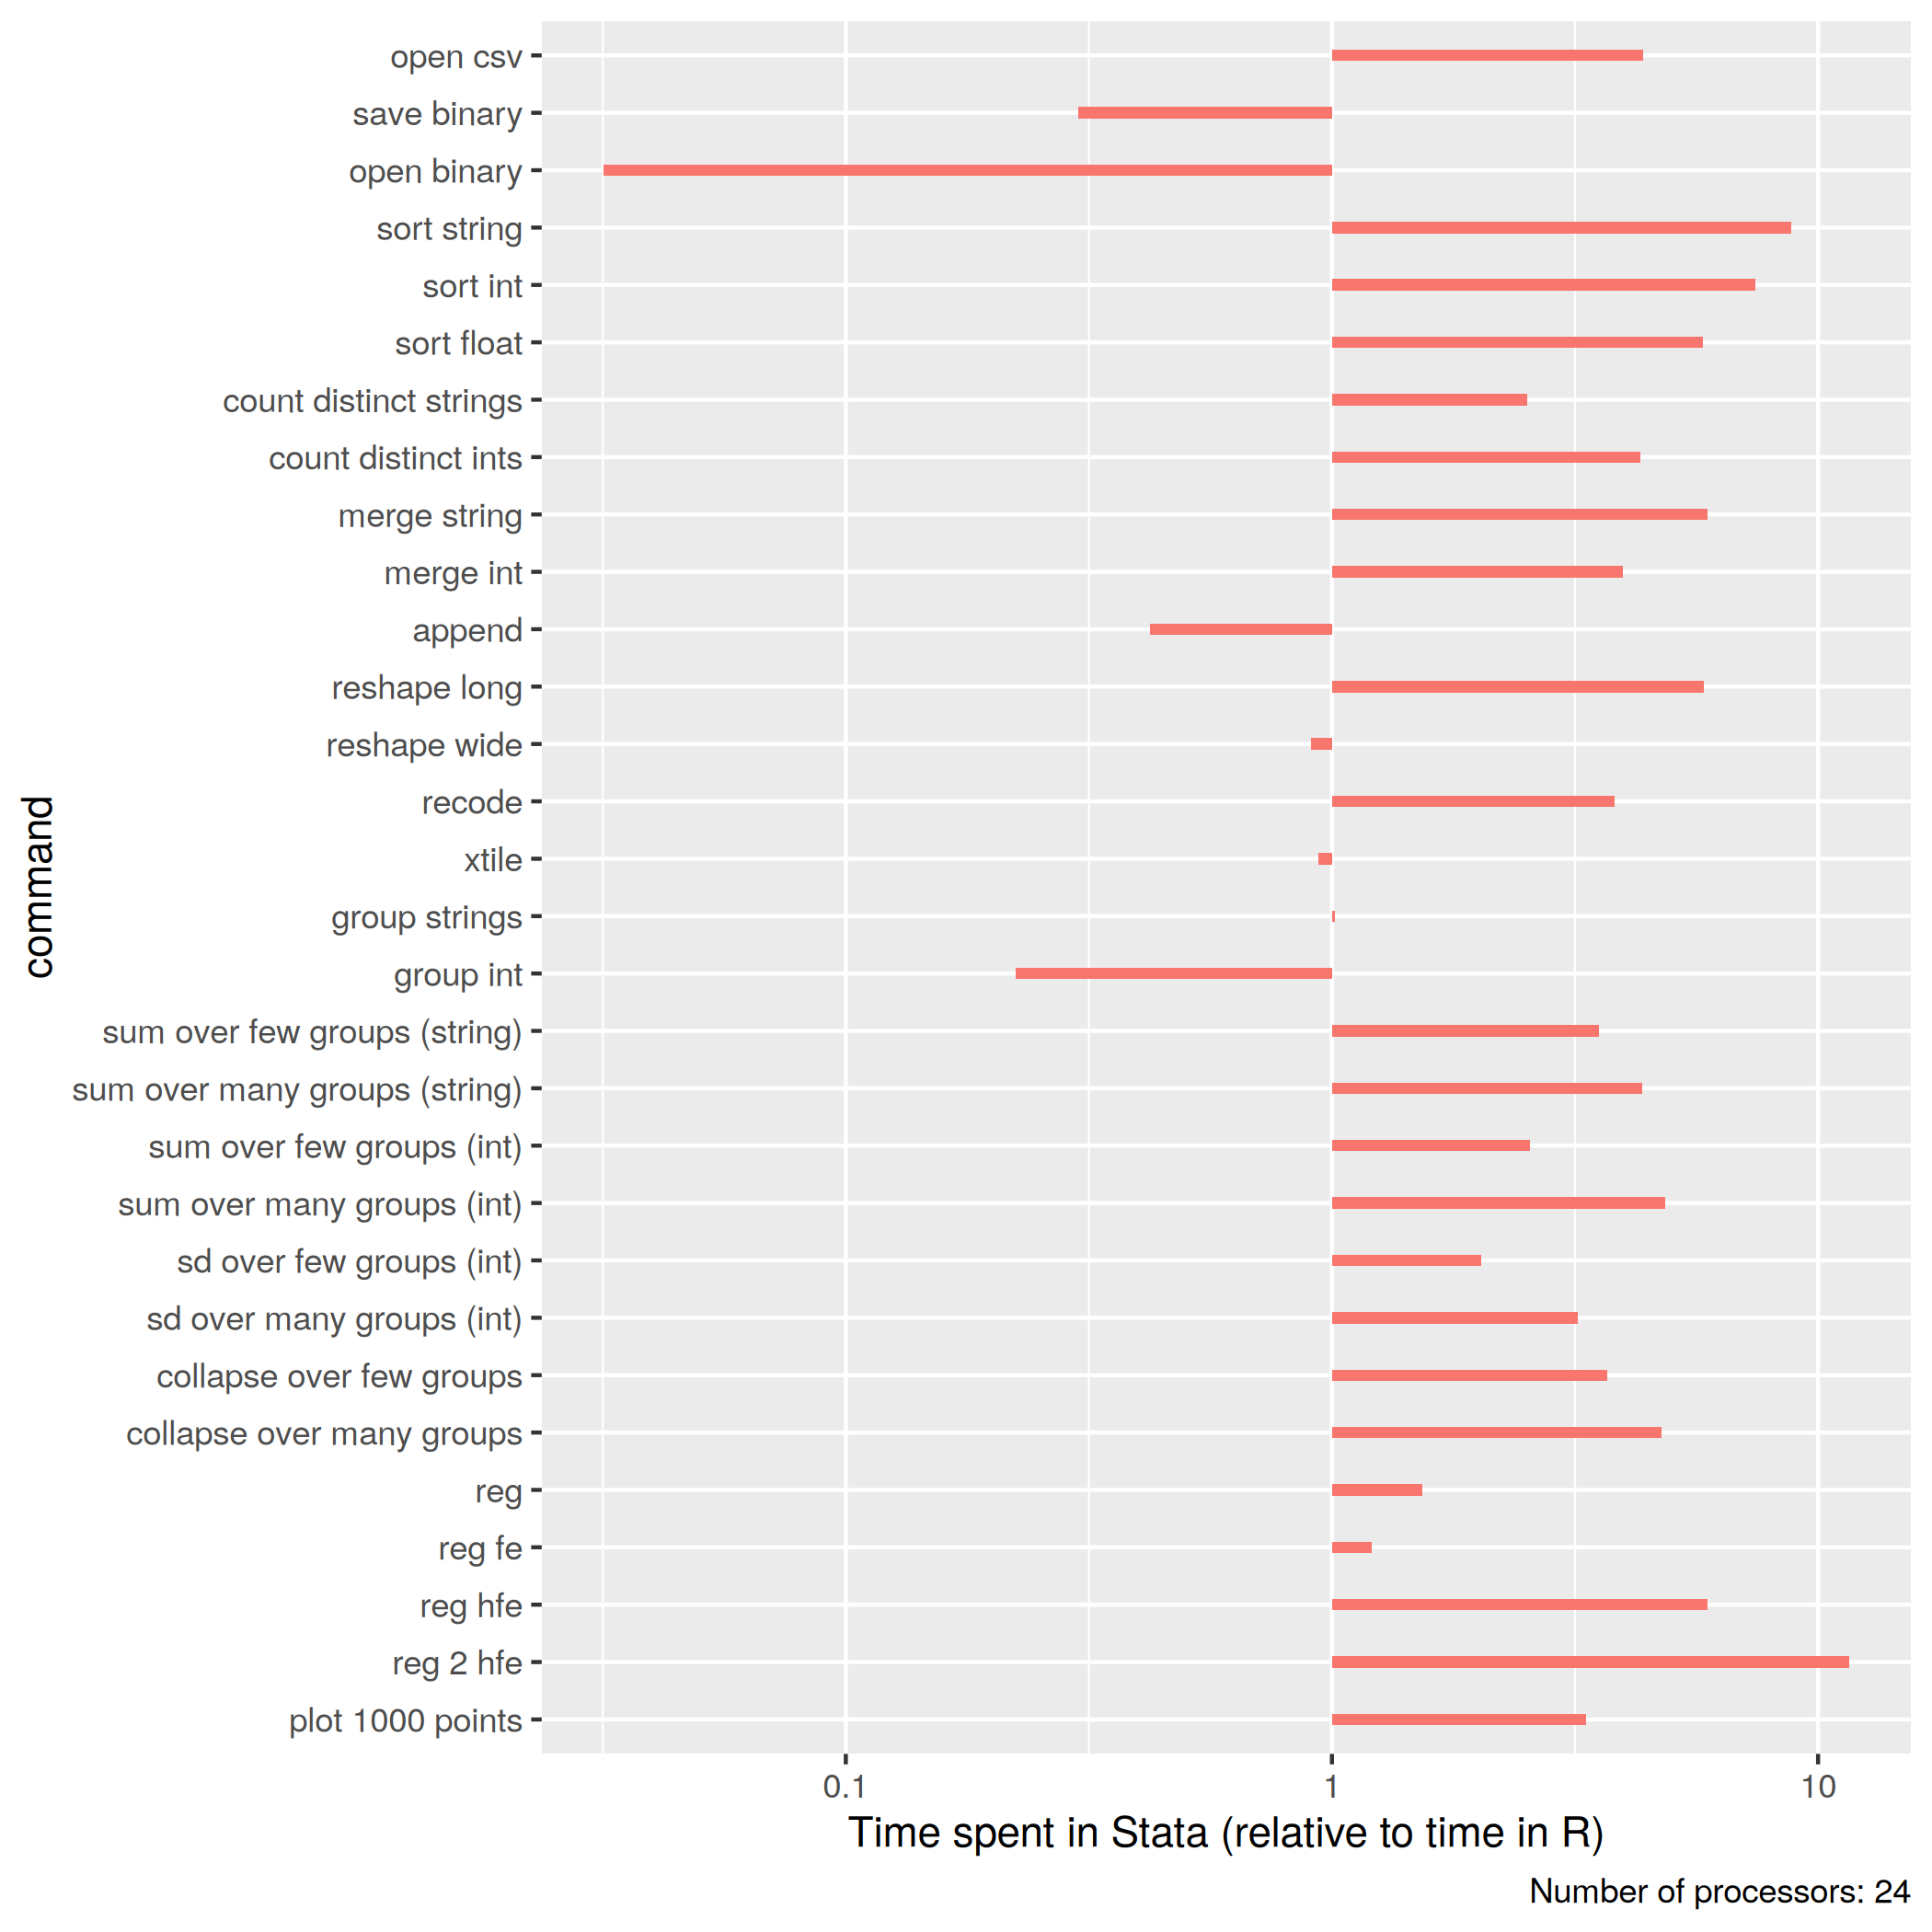 open csv
save binary
open binary
sort string
sort int
sort float
count distinct strings
count distinct ints
merge string
merge int
append
reshape long
reshape wide
recode
xtile
group strings
group int
sum over few groups (string)
sum over many groups (string)
sum over few groups (int)
sum over many groups (int)
sd over few groups (int)
sd over many groups (int)
collapse over few groups
collapse over many groups
reg
reg fe
reg hfe
reg 2 hfe
plot 1000 points
command
0.1 1 10
Time spent in Stata (relative to time in R)
Number of processors: 24